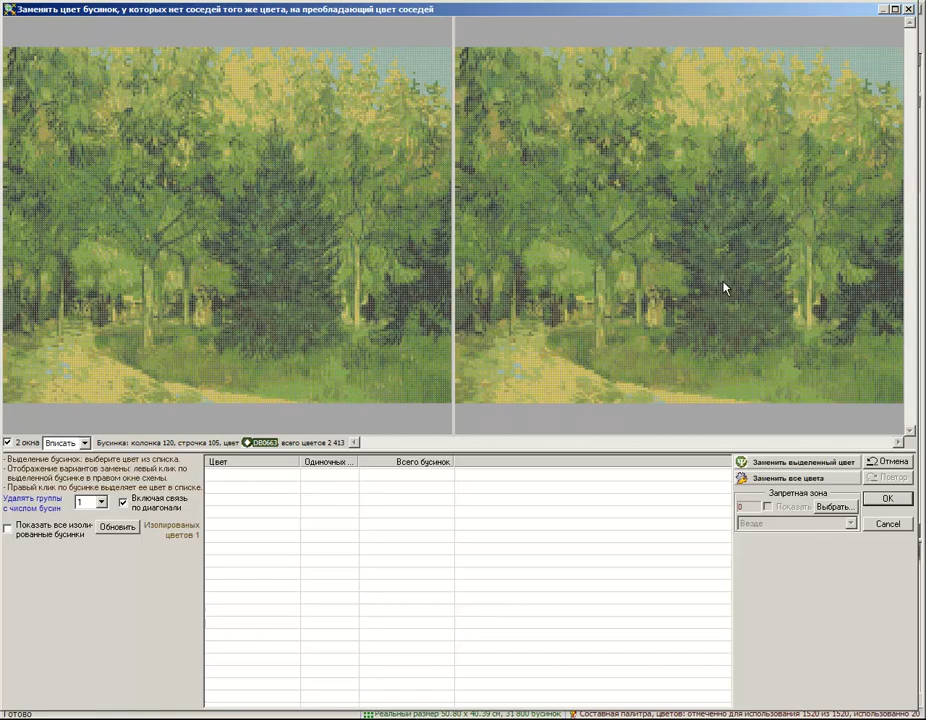 Заменить цвет бусинок, у которых нет соседей того же цвета, на преобладающий цвет соседей
2 окна
Вписать
Бусинка: колонка 120, строчка 105, цвет
DB0663
всего цветов 2 413
- Выделение бусинок: выберите цвет из списка.
- Отображение вариантов замены: левый клик по
выделенной бусинке в правом окне схемы.
- Правый клик по бусинке выделяет ее цвет в списке.
Удалять группы
с числом бусин
1
Включая связь
по диагонали
Показать все изоли-
рованные бусинки
Обновить
Изолированых
цветов 1
Цвет
Одиночных ...
Всего бусинок
Заменить выделенный цвет
Отмена
Заменить все цвета
Повтор
Запретная зона
0
Показать
Выбрать...
Везде
OK
Cancel
Готово
Реальный размер 50.80 x 40.39 см, 31 800 бусинок
Составная палитра, цветов: отмеченно для использования 1520 из 1520, использованно 20